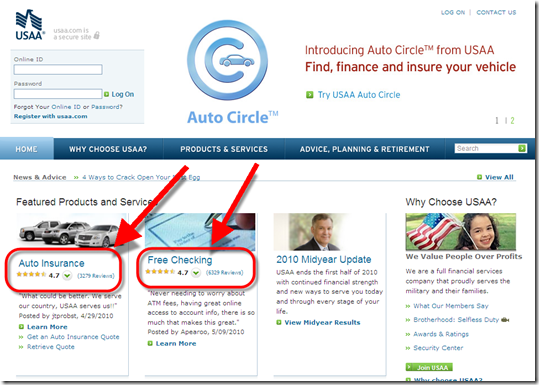 LOG ON | CONTACT US
USAA®
usaa.com is
a secure site
Online ID
Password
Log On
Forgot Your Online ID or Password?
Register with usaa.com
Auto Circle™
Introducing Auto Circle™ from USAA
Find, finance and insure your vehicle
Try USAA Auto Circle
1 | 2
HOME
WHY CHOOSE USAA?
PRODUCTS & SERVICES
ADVICE, PLANNING & RETIREMENT
Search
News & Advice
4 Ways to Crack Open Your Egg
View All
Featured Products and Services
Auto Insurance
4.7 (3279 Reviews)
"What could be better. We serve
our country, USAA serves us!!"
Posted by jtprobst, 4/29/2010
Learn More
Get an Auto Insurance Quote
Retrieve Quote
Free Checking
4.7 (6329 Reviews)
"Never needing to worry about
ATM fees, having great online
access to account info, there is so
much that makes this great."
Posted by Apearoo, 5/09/2010
Learn More
2010 Midyear Update
USAA ends the first half of 2010
with continued financial strength
and new ways to serve you today
and through every stage of your
life.
View Midyear Results
Why Choose USAA?
We Value People Over Profits
We are a full financial services
company that proudly serves the
military and their families.
What Our Members Say
Brotherhood: Selfless Duty
Awards & Ratings
Security Center
Join USAA
Why choose USAA?